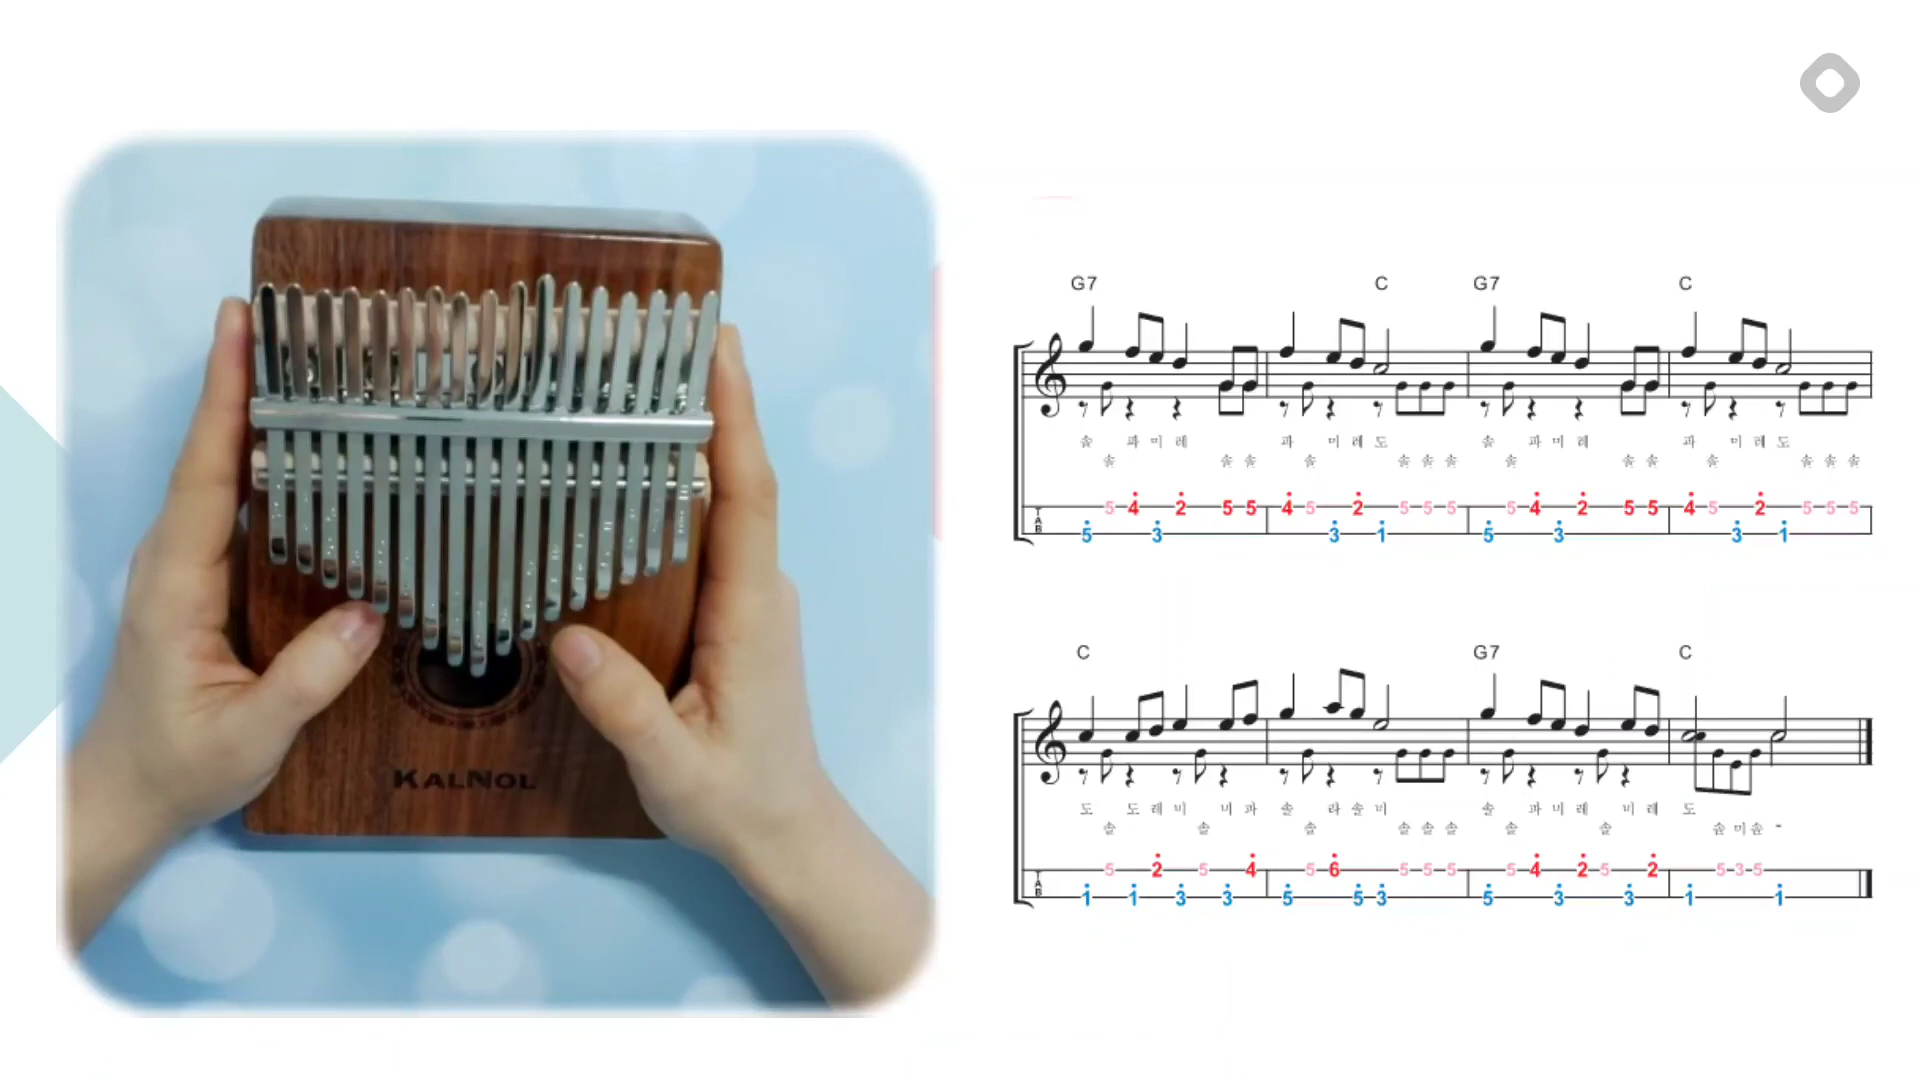 KALNOL
G7 C G7 C
솔 파 미 레 파 미 레 도 솔 파 미 레 파 미 레 도
솔 솔 솔 솔 솔 솔 솔 솔 솔 솔 솔 솔 솔 솔
5 4 2 5 5 4 5 2 5 5 5 5 4 2 5 5 4 5 2 5 5 5
TAB
5 3 3 1 5 3 3 1
C G7 C
도 도 레 미 미 파 솔 라 솔 미 솔 파 미 레 미 레 도
솔 솔 솔 솔 솔 솔 솔 솔 솔 미 솔 -
5 2 5 4 5 6 5 5 5 5 4 2 5 2 5-3-5
TAB
1 1 3 3 5 5 3 5 3 3 1 1